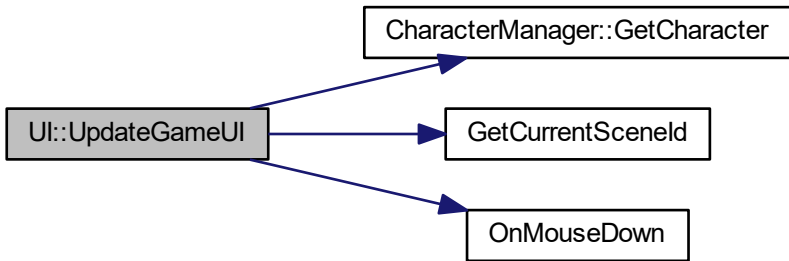 CharacterManager::GetCharacter
UI::UpdateGameUI
GetCurrentSceneId
OnMouseDown